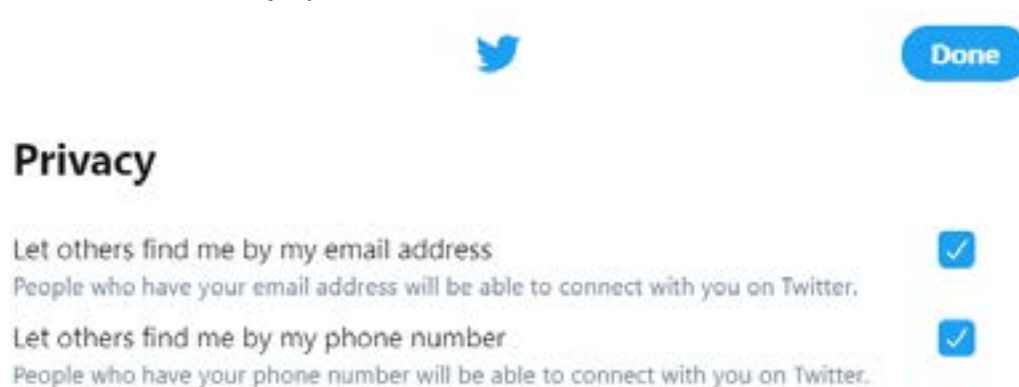 Done
Privacy
Let others find me by my email address
People who have your email address will be able to connect with you on Twitter.
Let others find me by my phone number
People who have your phone number will be able to connect with you on Twitter.